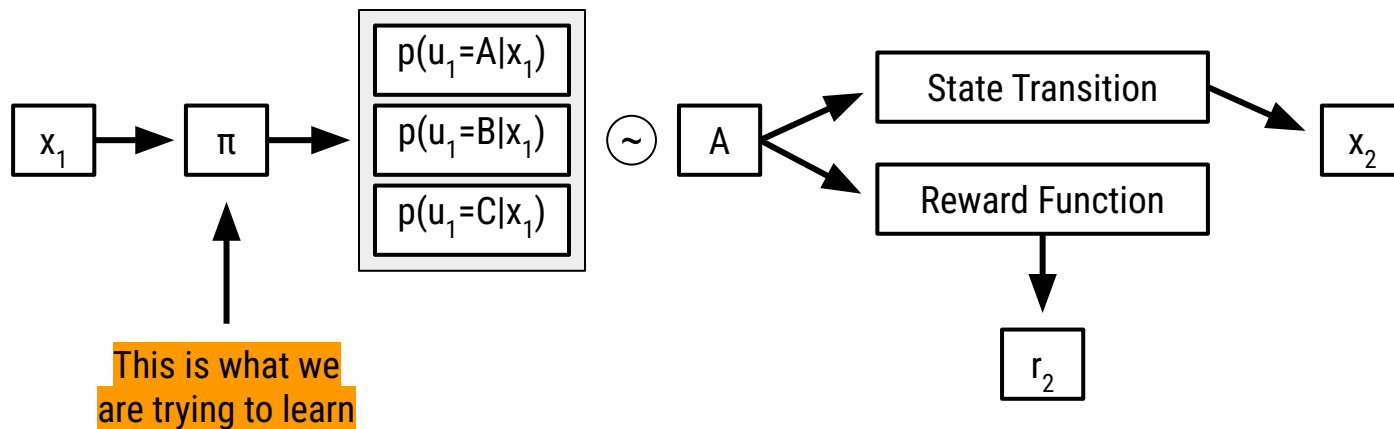 x₁
π
p(u₁=A|x₁)
p(u₁=B|x₁)
p(u₁=C|x₁)
~
A
State Transition
Reward Function
x₂
r₂
This is what we
are trying to learn